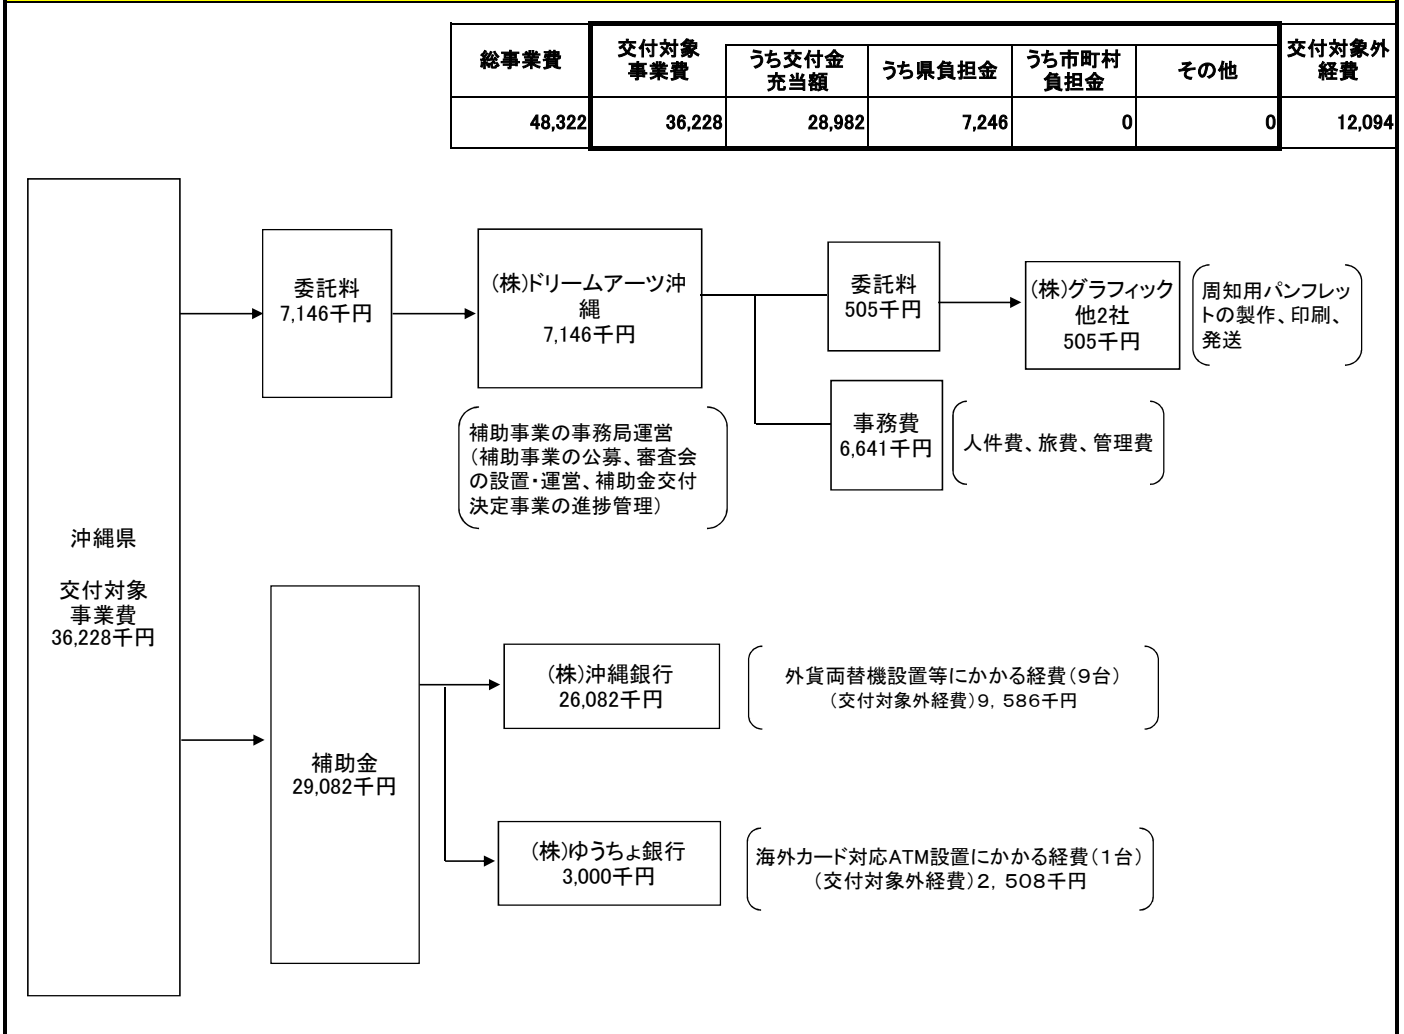 総事業費
交付対象
事業費
うち交付金
充当額
うち県負担金
うち市町村
負担金
その他
交付対象外
経費
48,322
36,228
28,982
7,246
0
0
12,094
委託料
7,146千円
(株)ドリームアーツ沖
縄
7,146千円
委託料
505千円
(株)グラフィック
他2社
505千円
周知用パンフレッ
トの製作、印刷、
発送
補助事業の事務局運営
(補助事業の公募、審査会
の設置・運営、補助金交付
決定事業の進捗管理)
事務費
6,641千円
人件費、旅費、管理費
沖縄県
交付対象
事業費
36,228千円
補助金
29,082千円
(株)沖縄銀行
26,082千円
外貨両替機設置等にかかる経費(9台)
(交付対象外経費)9,586千円
(株)ゆうちょ銀行
3,000千円
海外カード対応ATM設置にかかる経費(1台)
(交付対象外経費)2,508千円